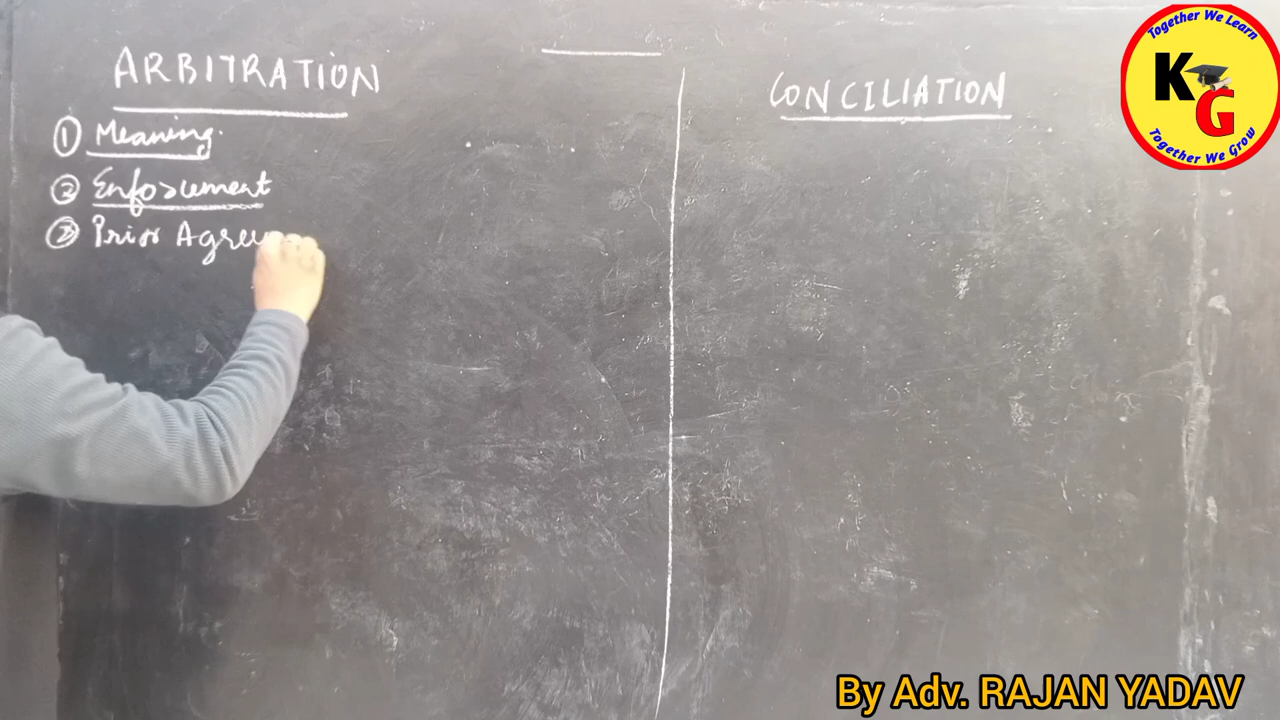 ARBITRATION
① Meaning.
② Enforcement
③ Prior Agree
CONCILIATION
Together We Learn
KG
Together We Grow
By Adv. RAJAN YADAV